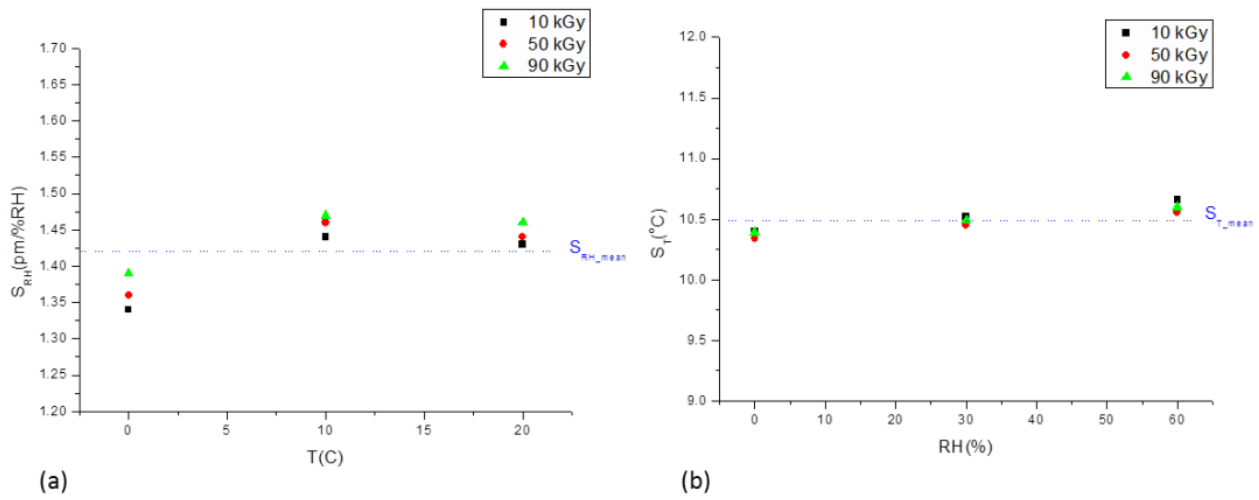 10 kGy
50 kGy
90 kGy
1.70
1.65
1.60
1.55
1.50
1.45
1.40
1.35
1.30
1.25
1.20
S_RH(pm/%RH)
S_RH_mean
0
5
10
15
20
T(C)
(a)
10 kGy
50 kGy
90 kGy
12.0
11.5
11.0
10.5
10.0
9.5
9.0
S_T(°C)
S_T_mean
0
10
20
30
40
50
60
RH(%)
(b)